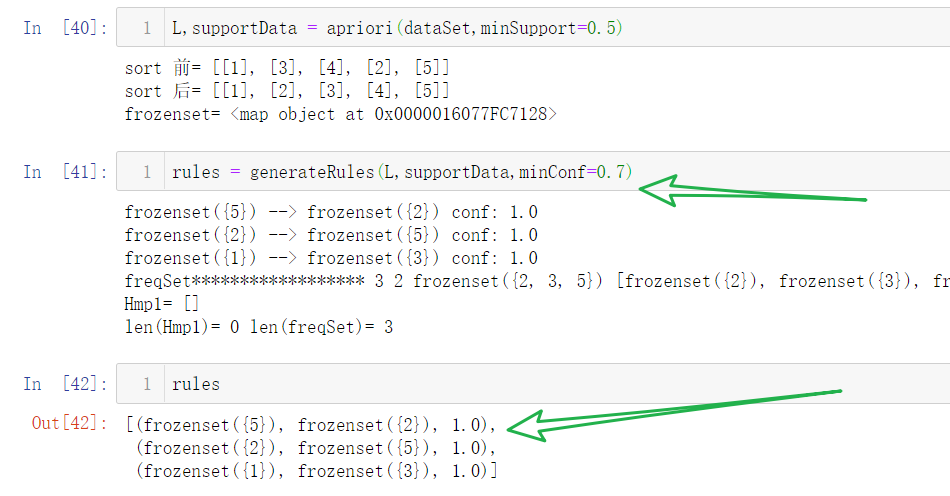 In [40]: 1 L,supportData = apriori(dataSet,minSupport=0.5)
sort 前= [[1], [3], [4], [2], [5]]
sort 后= [[1], [2], [3], [4], [5]]
frozenset= <map object at 0x0000016077FC7128>
In [41]: 1 rules = generateRules(L,supportData,minConf=0.7)
frozenset({5}) --> frozenset({2}) conf: 1.0
frozenset({2}) --> frozenset({5}) conf: 1.0
frozenset({1}) --> frozenset({3}) conf: 1.0
freqSet****************** 3 2 frozenset({2, 3, 5}) [frozenset({2}), frozenset({3}), fr
Hmp1= []
len(Hmp1)= 0 len(freqSet)= 3
In [42]: 1 rules
Out[42]: [(frozenset({5}), frozenset({2}), 1.0),
(frozenset({2}), frozenset({5}), 1.0),
(frozenset({1}), frozenset({3}), 1.0)]